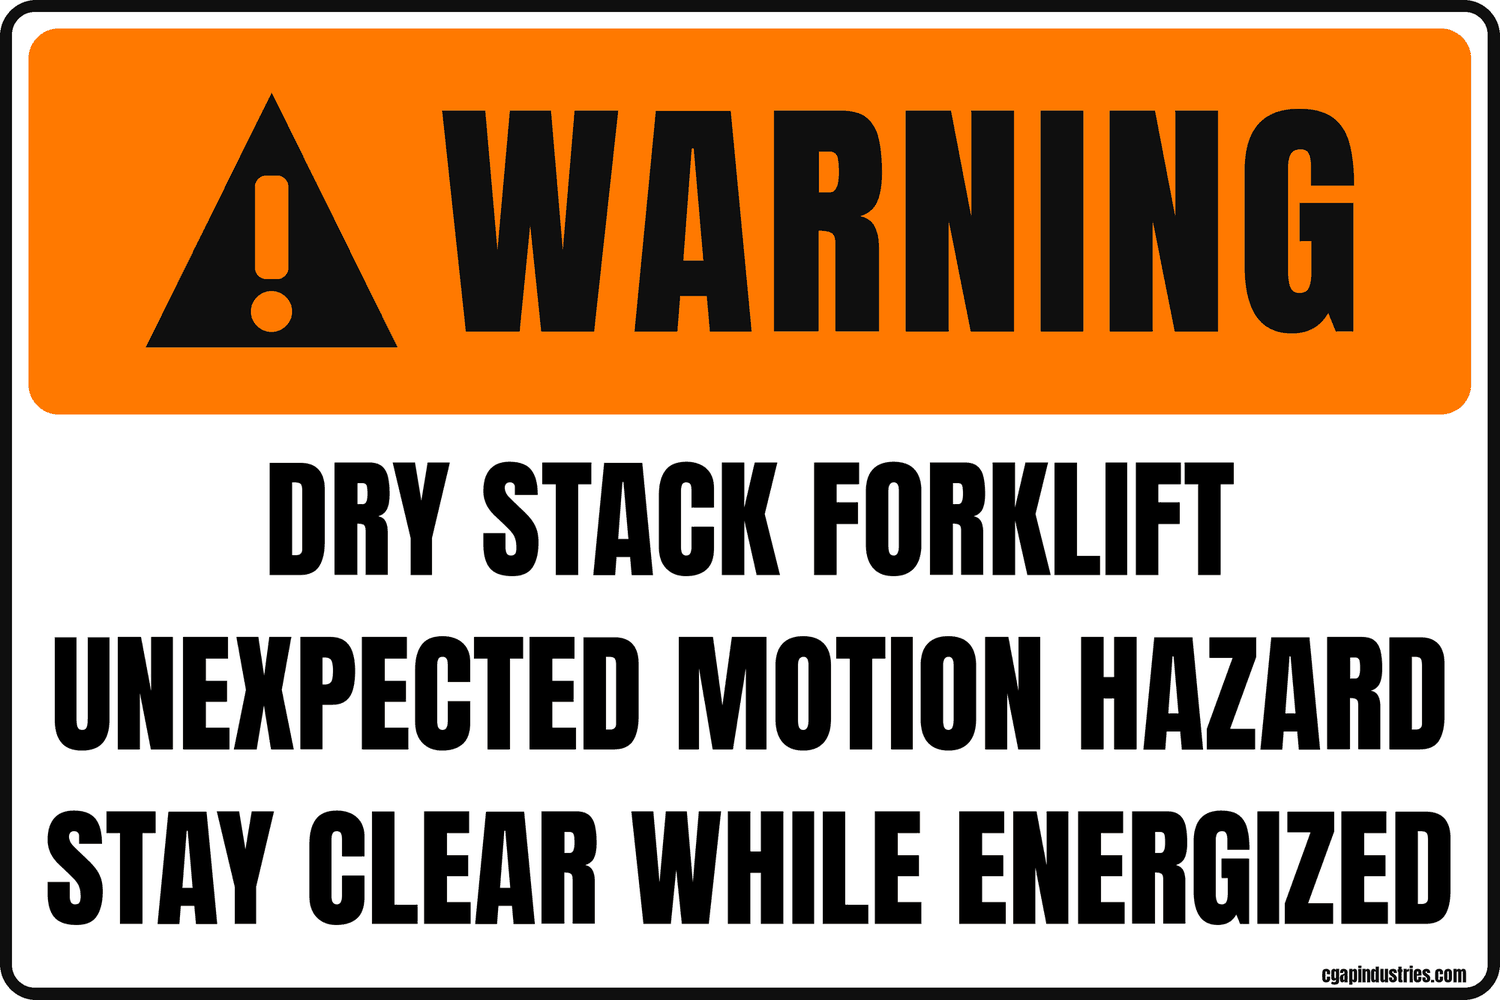 WARNING
DRY STACK FORKLIFT
UNEXPECTED MOTION HAZARD
STAY CLEAR WHILE ENERGIZED
cgapindustries.com